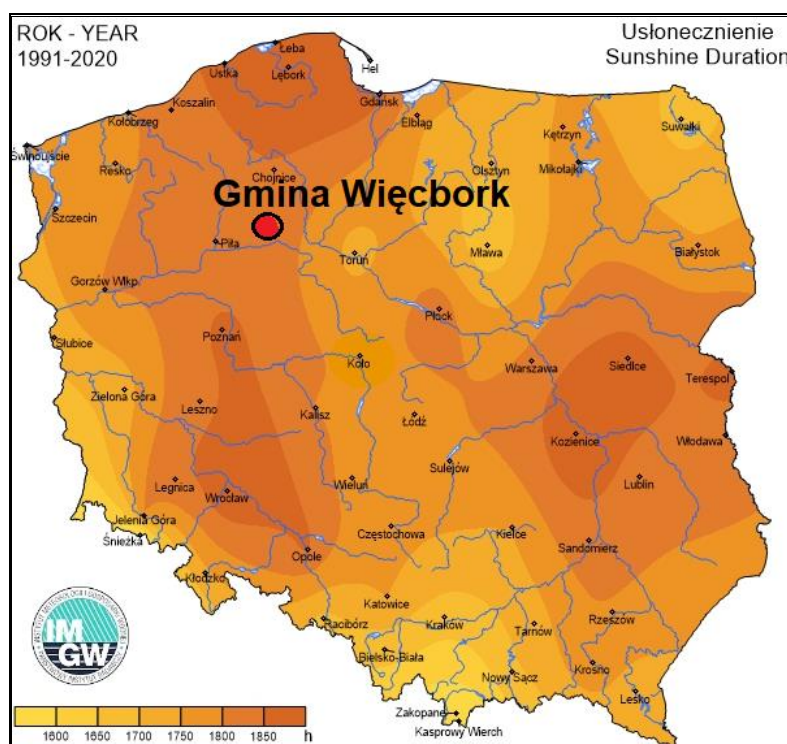 ROK - YEAR
1991-2020
Usłonecznienie
Sunshine Duration
Łeba
Ustka
Lębork
Hel
Koszalin
Gdańsk
Kołobrzeg
Elbląg
Kętrzyn
Suwałki
Świnoujście
Resko
Chojnice
Olsztyn
Mikołajki
Gmina Więcbork
Szczecin
Piła
Toruń
Mława
Białystok
Gorzów Wlkp.
Płock
Słubice
Poznań
Koło
Warszawa
Siedlce
Terespol
Zielona Góra
Leszno
Kalisz
Łódź
Kozienice
Włodawa
Sulejów
Legnica
Wrocław
Wieluń
Lublin
Jelenia Góra
Śnieżka
Częstochowa
Kielce
Opole
Sandomierz
Kłodzko
Katowice
Racibórz
Kraków
Tarnów
Rzeszów
Bielsko-Biała
Nowy Sącz
Krosno
Lesko
Zakopane
Kasprowy Wierch
IM
GW
1600 1650 1700 1750 1800 1850 h